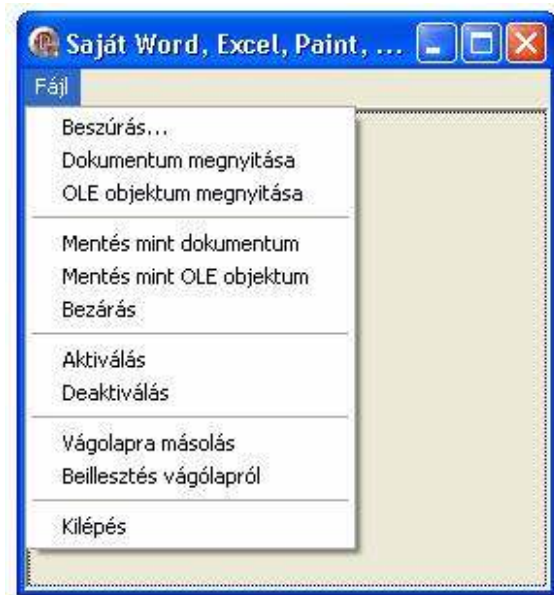 Saját Word, Excel, Paint, ...
Fájl
Beszúrás...
Dokumentum megnyitása
OLE objektum megnyitása
Mentés mint dokumentum
Mentés mint OLE objektum
Bezárás
Aktiválás
Deaktiválás
Vágolapra másolás
Beillesztés vágólapról
Kilépés